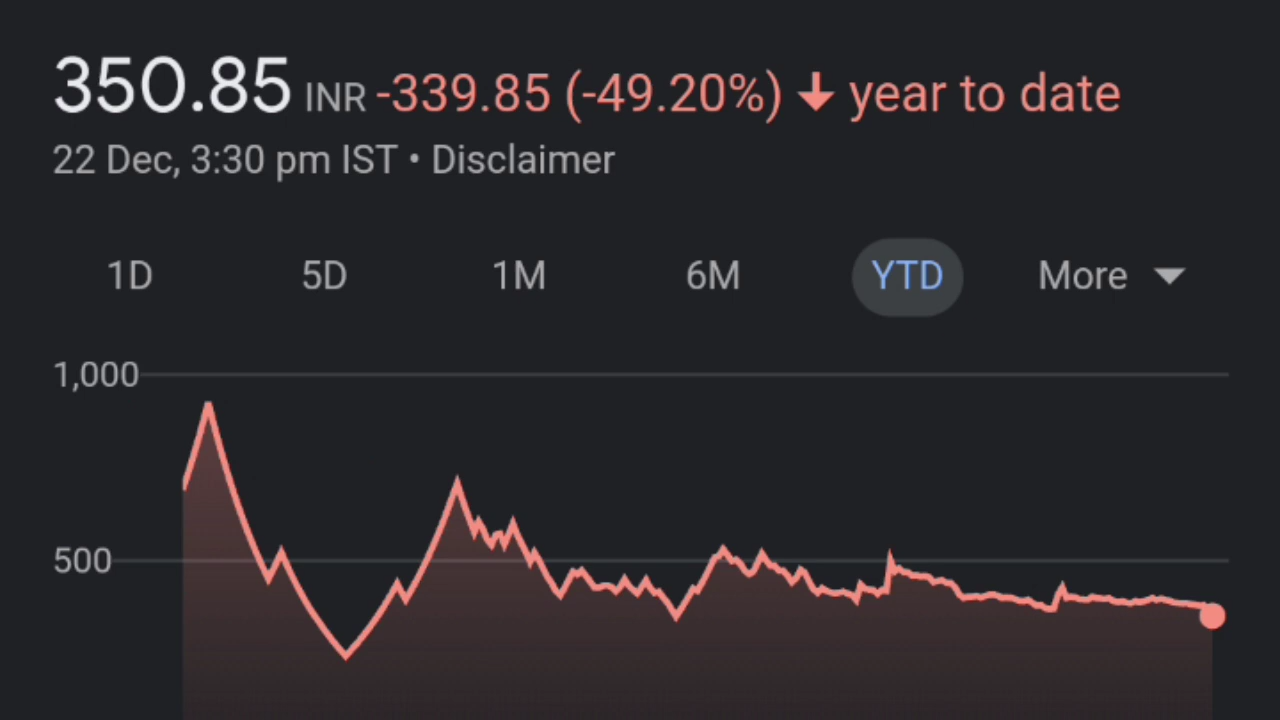 350.85 INR -339.85 (-49.20%) ↓ year to date
22 Dec, 3:30 pm IST • Disclaimer
1D 5D 1M 6M YTD More
1,000
500